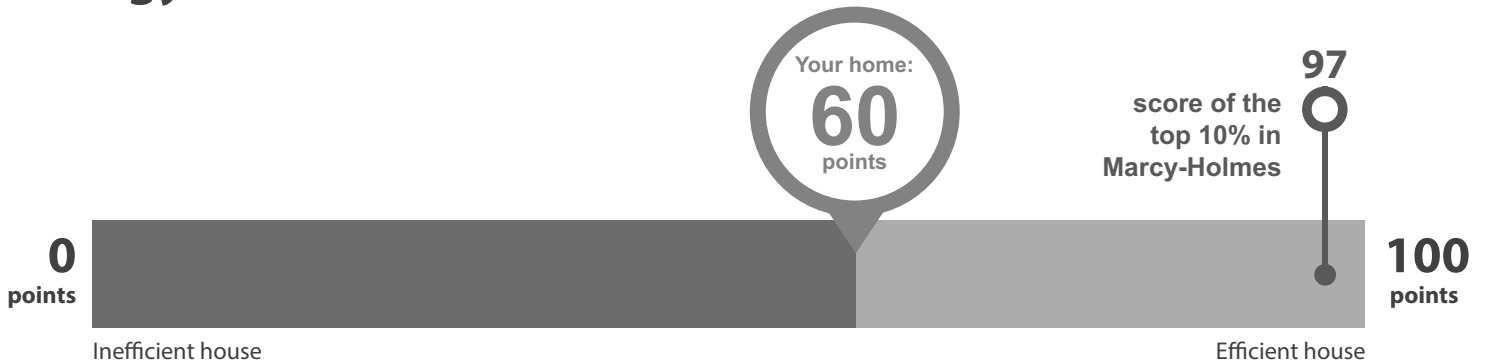 Your home:
60
points
97
score of the
top 10% in
Marcy-Holmes
0
points
100
points
Inefficient house
Efficient house